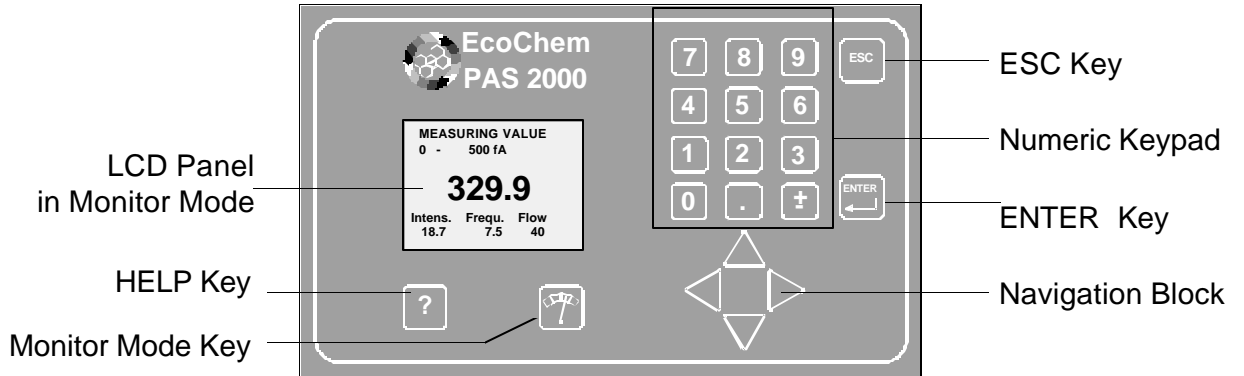 EcoChem
PAS 2000
MEASURING VALUE
0 - 500 fA
329.9
Intens. Frequ. Flow
18.7 7.5 40
7 8 9
4 5 6
1 2 3
0 . ±
ESC
ENTER
?
LCD Panel
in Monitor Mode
HELP Key
Monitor Mode Key
ESC Key
Numeric Keypad
ENTER Key
Navigation Block